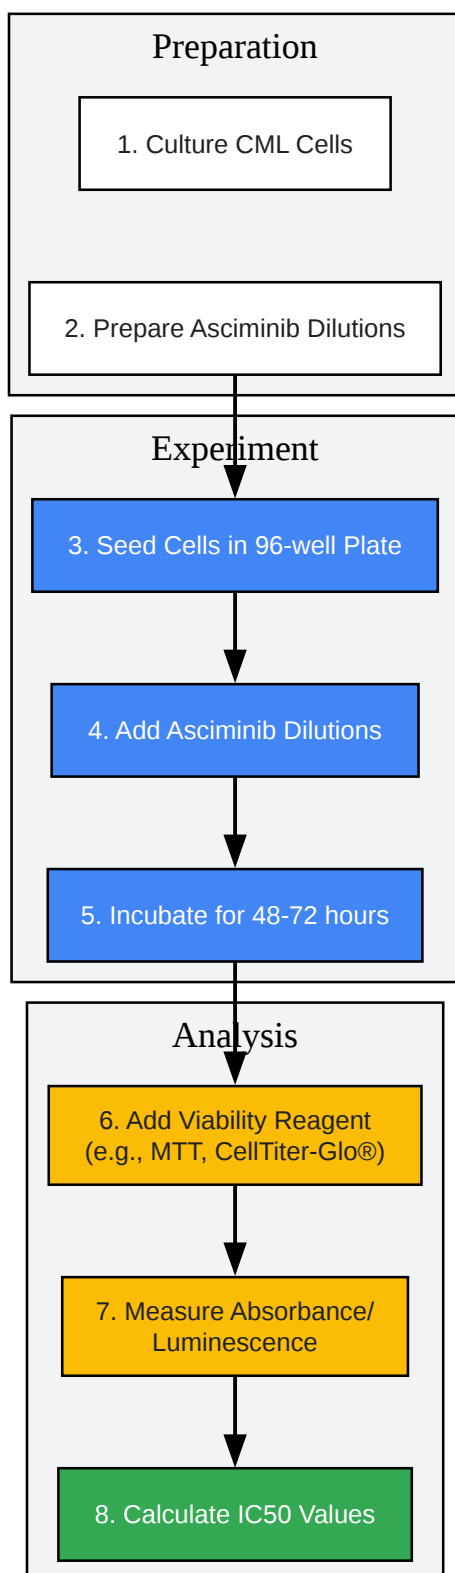 Preparation
1. Culture CML Cells
2. Prepare Asciminib Dilutions
Experiment
3. Seed Cells in 96-well Plate
4. Add Asciminib Dilutions
5. Incubate for 48-72 hours
Analysis
6. Add Viability Reagent
(e.g., MTT, CellTiter-Glo®)
7. Measure Absorbance/
Luminescence
8. Calculate IC50 Values